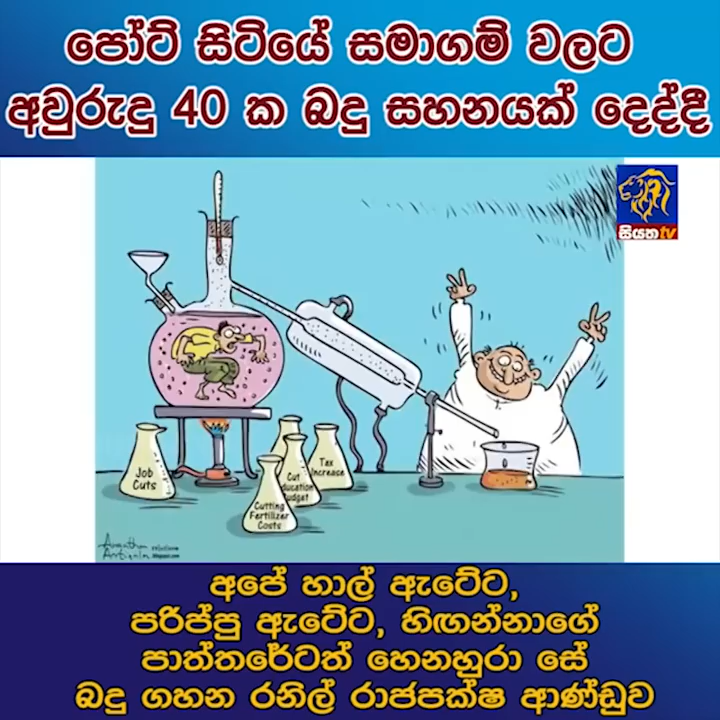 පෝට් සිටියේ සමාගම් වලට
අවුරුදු 40 ක බදු සහනයක් දෙද්දී
සියත tv
Job
Cuts
Tax
Increase
Cut
Education
Budget
Cutting
Fertilizer
Costs
අපේ හාල් ඇටේට,
පරිප්පු ඇටේට, හිඟන්නාගේ
පාත්තරේටත් හෙනහුරා සේ
බදු ගහන රනිල් රාජපක්ෂ ආණ්ඩුව